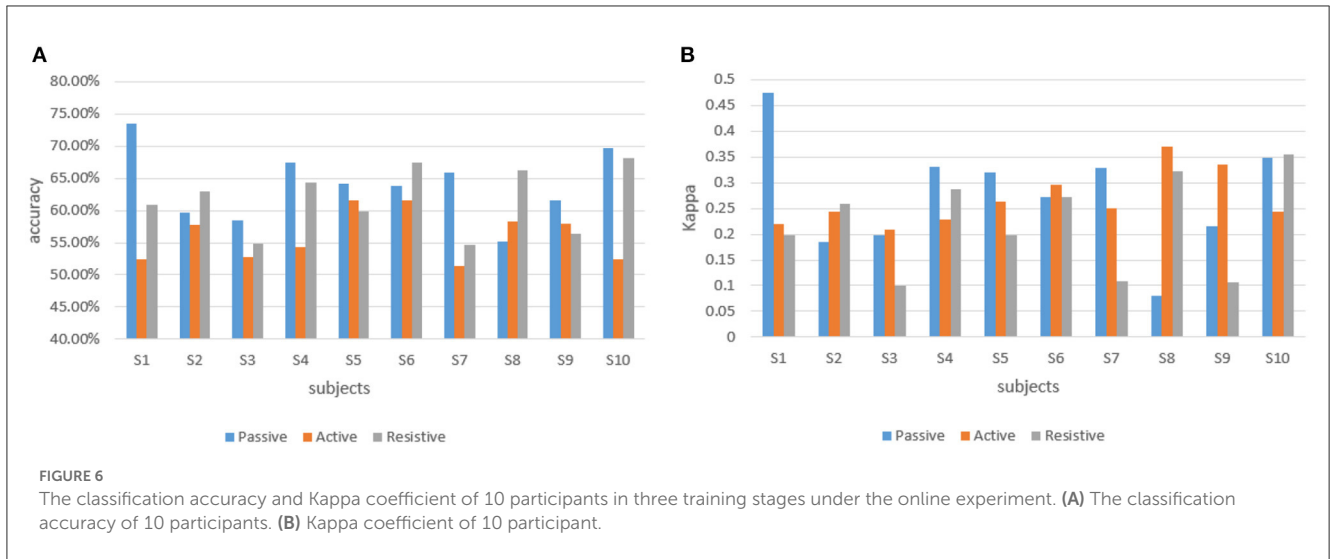 A
80.00%
75.00%
70.00%
65.00%
60.00%
55.00%
50.00%
45.00%
40.00%
accuracy
S1 S2 S3 S4 S5 S6 S7 S8 S9 S10
subjects
Passive Active Resistive
B
0.5
0.45
0.4
0.35
0.3
0.25
0.2
0.15
0.1
0.05
0
Kappa
S1 S2 S3 S4 S5 S6 S7 S8 S9 S10
subjects
Passive Active Resistive
FIGURE 6
The classification accuracy and Kappa coefficient of 10 participants in three training stages under the online experiment. (A) The classification
accuracy of 10 participants. (B) Kappa coefficient of 10 participant.